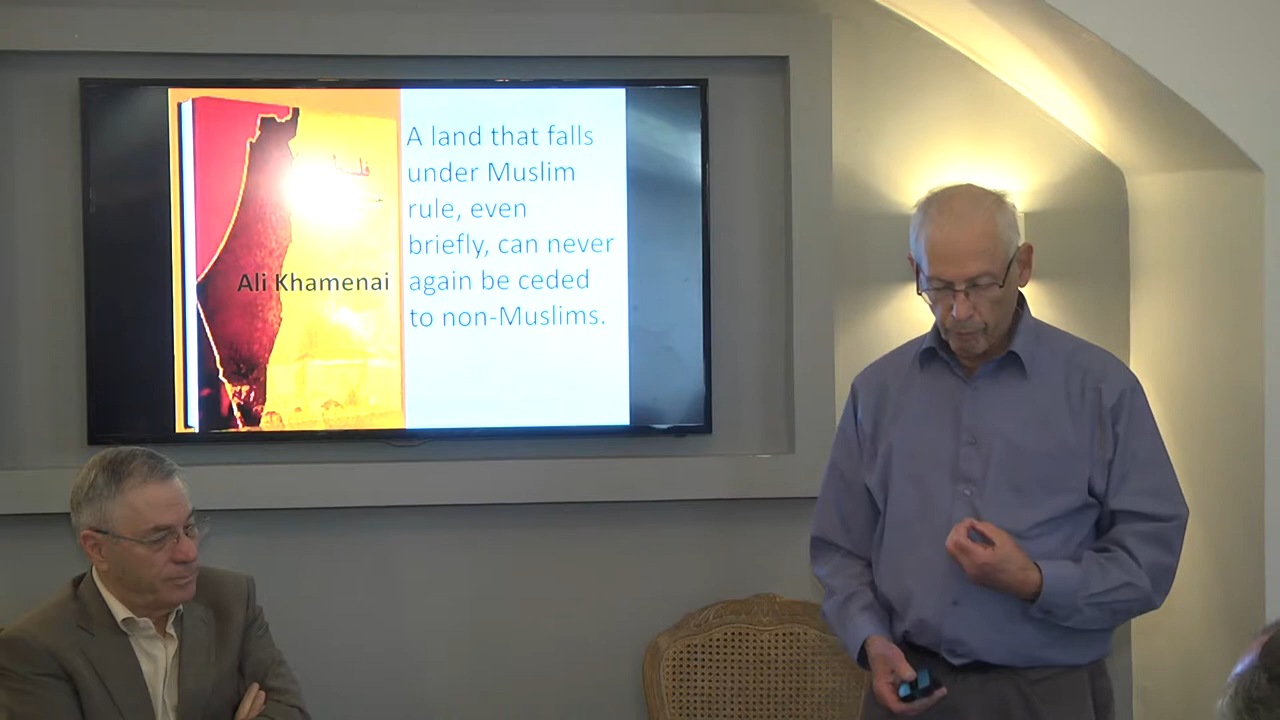 Ali Khamenai
A land that falls
under Muslim
rule, even
briefly, can never
again be ceded
to non-Muslims.